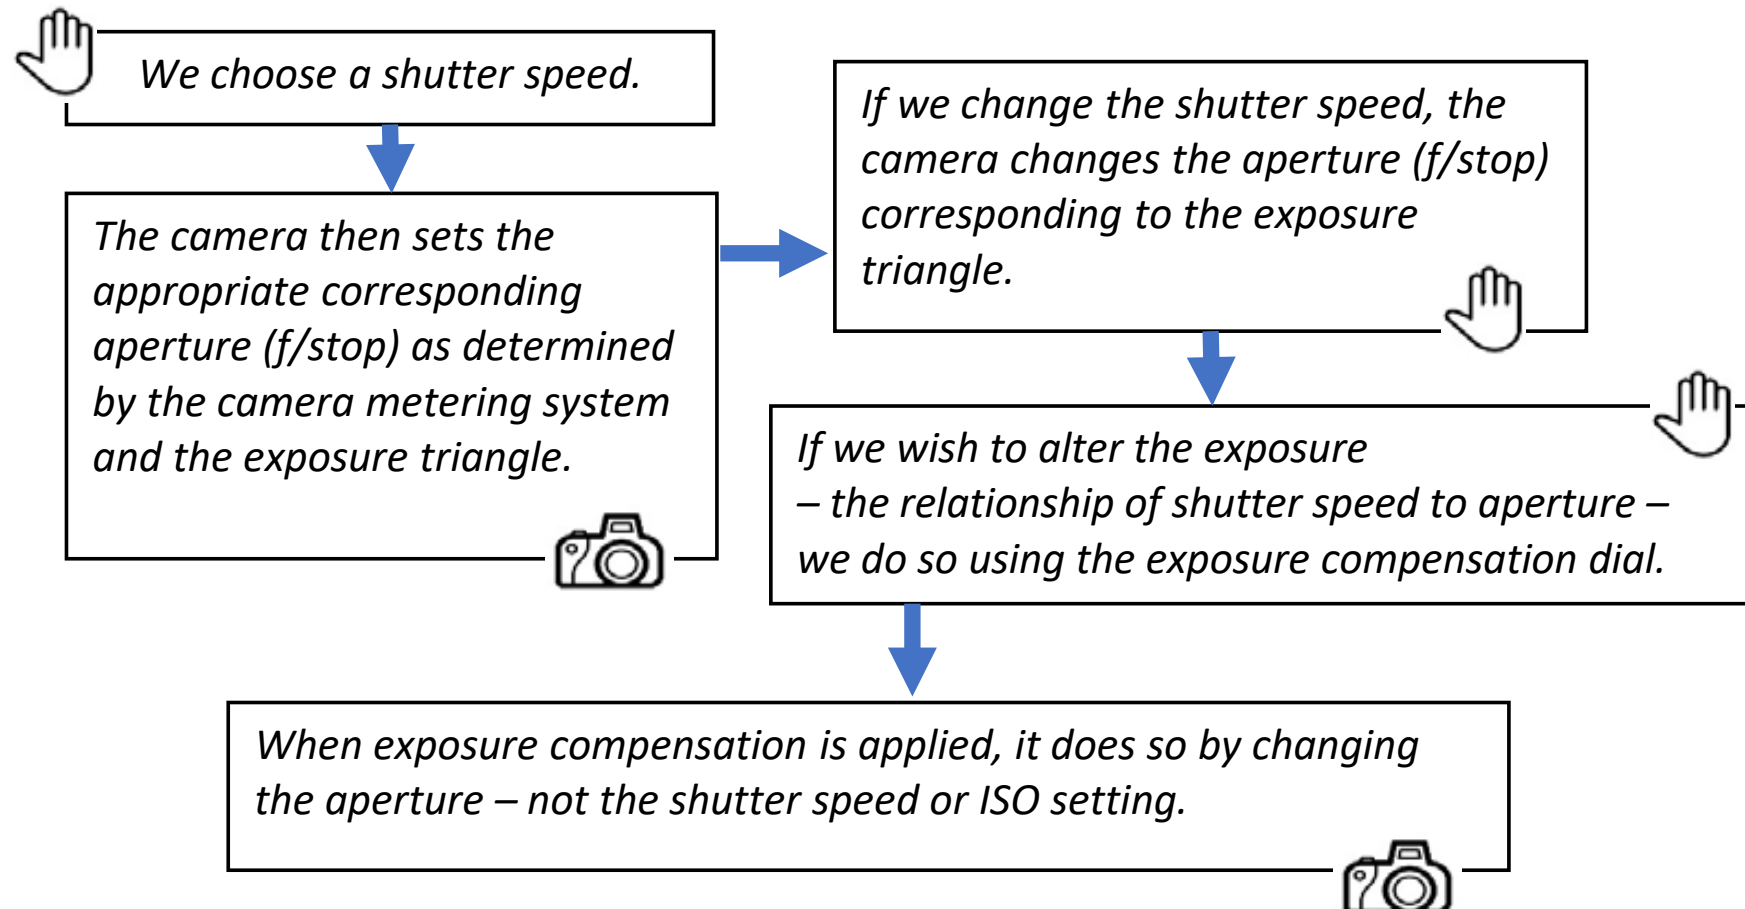 We choose a shutter speed.
The camera then sets the
appropriate corresponding
aperture (f/stop) as determined
by the camera metering system
and the exposure triangle.
If we change the shutter speed, the
camera changes the aperture (f/stop)
corresponding to the exposure
triangle.
If we wish to alter the exposure
– the relationship of shutter speed to aperture –
we do so using the exposure compensation dial.
When exposure compensation is applied, it does so by changing
the aperture – not the shutter speed or ISO setting.